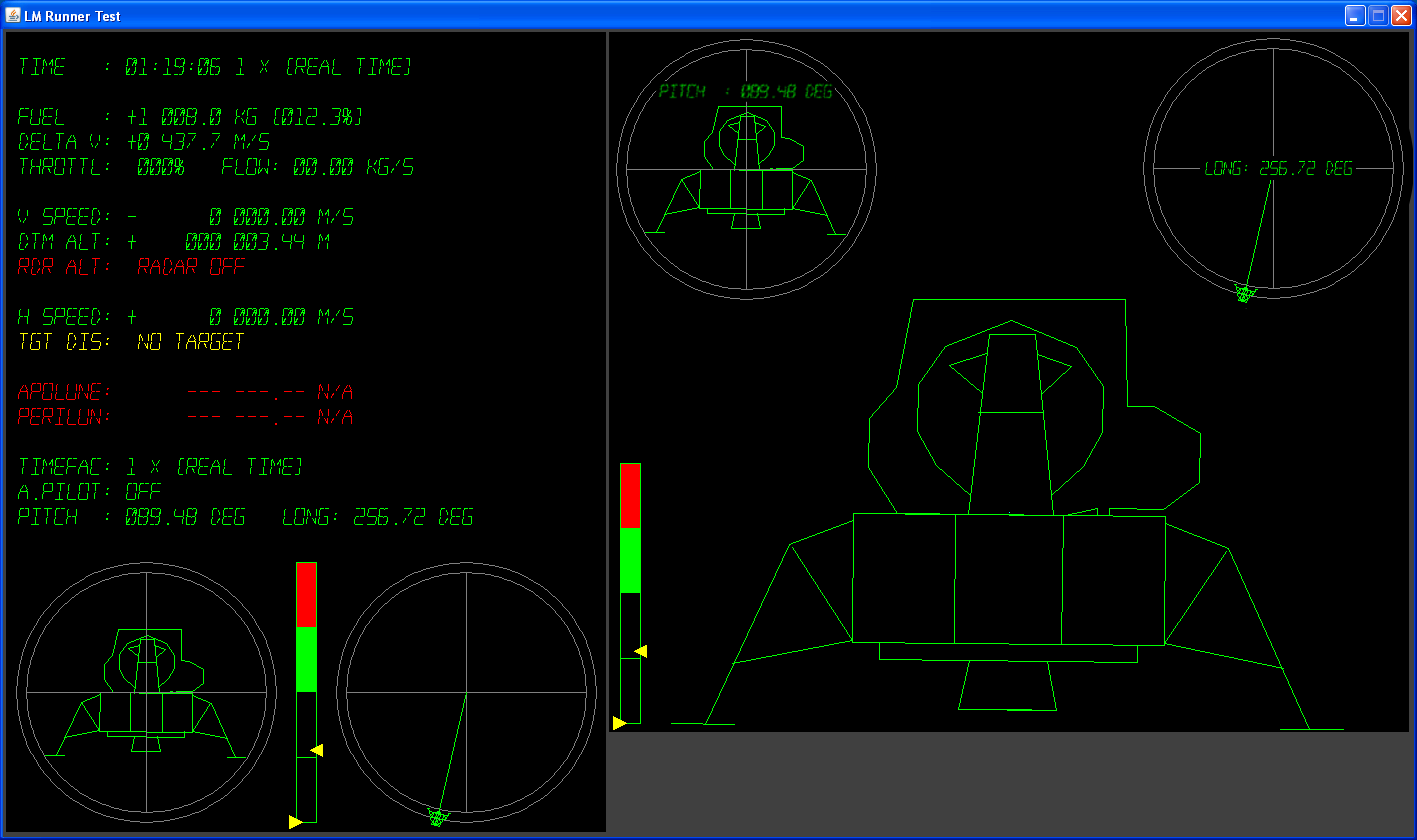 LM Runner Test
TIME : 01:19:06 1 X [REAL TIME]
FUEL : +1 008.0 KG [012.3%]
DELTA V: +0 437.7 M/S
THROTTL: 000% FLOW: 00.00 KG/S
V SPEED: - 0 000.00 M/S
DTM ALT: + 000 003.44 M
RDR ALT: RADAR OFF
H SPEED: + 0 000.00 M/S
TGT DIS: NO TARGET
APOLUNE: --- ---.-- N/A
PERILUN: --- ---.-- N/A
TIMEFAC: 1 X [REAL TIME]
A.PILOT: OFF
PITCH : 089.48 DEG LONG: 256.72 DEG
PITCH : 089.48 DEG
LONG: 256.72 DEG